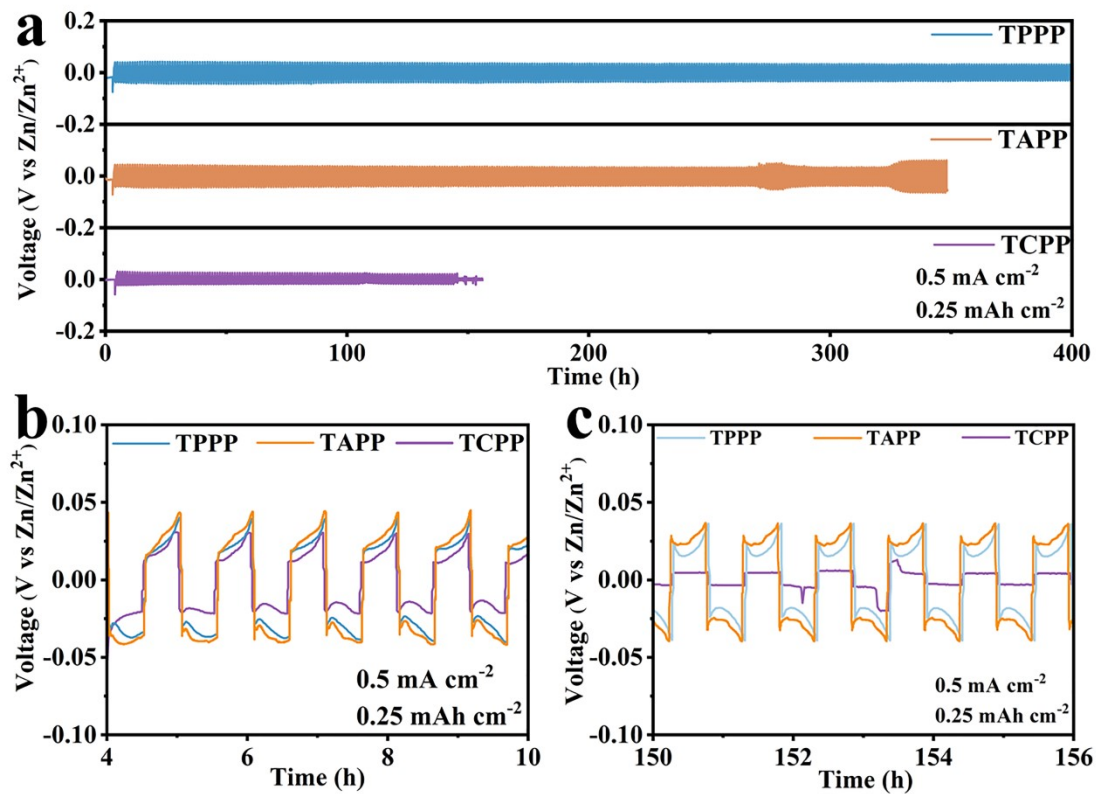 a
0.2
TPPP
0.0
-0.2
TAPP
0.0
-0.2
TCPP
0.0
0.5 mA cm-2
0.25 mAh cm-2
-0.2
Voltage (V vs Zn/Zn2+)
0 100 200 300 400
Time (h)
b
0.10
TPPP TAPP TCPP
0.05
0.00
-0.05
-0.10
Voltage (V vs Zn/Zn2+)
0.5 mA cm-2
0.25 mAh cm-2
4 6 8 10
Time (h)
c
0.10
TPPP TAPP TCPP
0.05
0.00
-0.05
-0.10
Voltage (V vs Zn/Zn2+)
0.5 mA cm-2
0.25 mAh cm-2
150 152 154 156
Time (h)